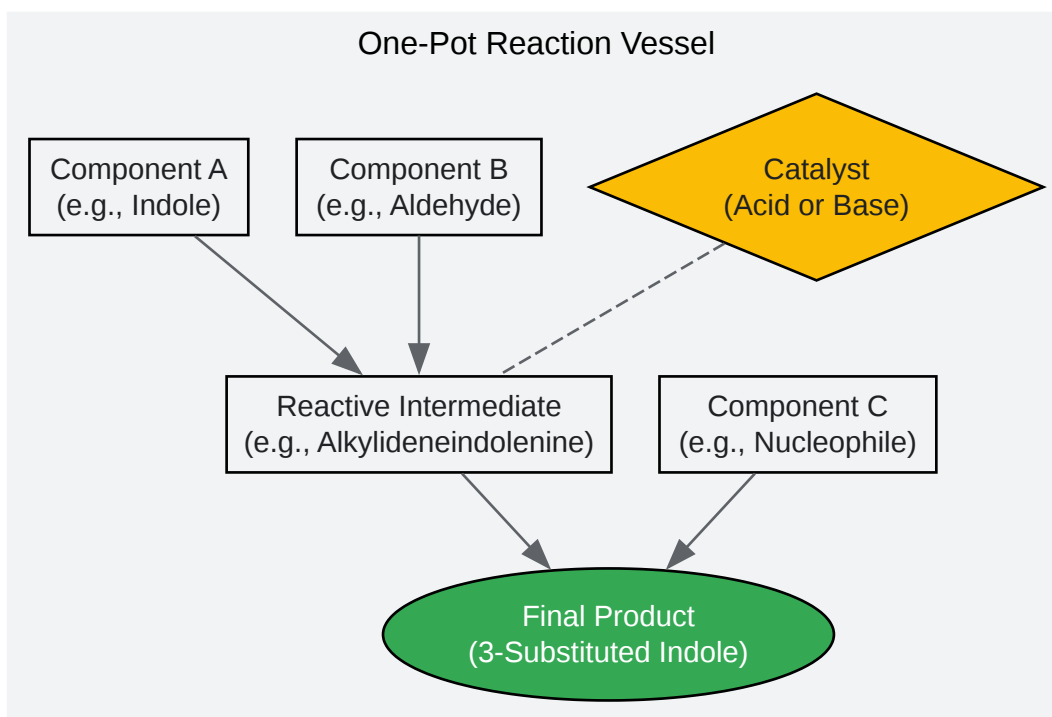 One-Pot Reaction Vessel
Component A
(e.g., Indole)
Component B
(e.g., Aldehyde)
Catalyst
(Acid or Base)
Reactive Intermediate
(e.g., Alkylideneindolenine)
Component C
(e.g., Nucleophile)
Final Product
(3-Substituted Indole)